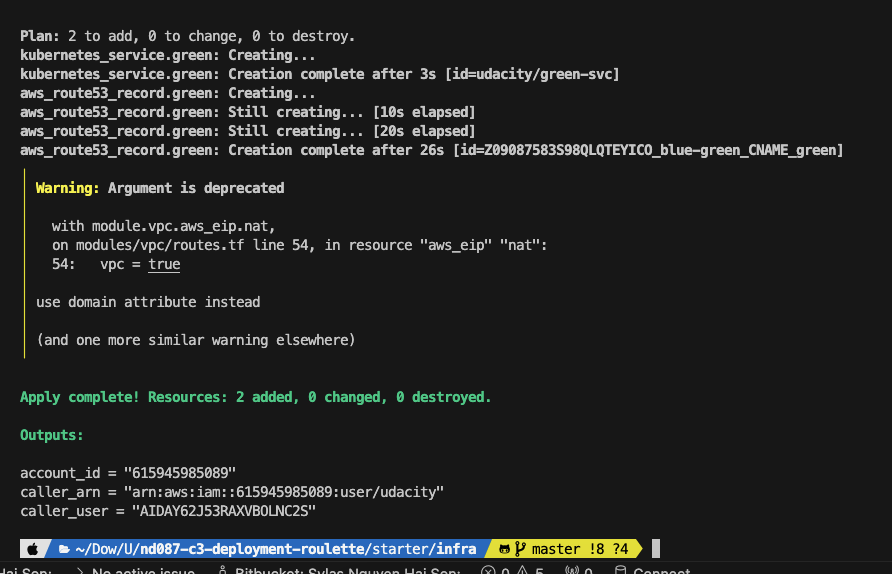 Plan: 2 to add, 0 to change, 0 to destroy.
kubernetes_service.green: Creating...
kubernetes_service.green: Creation complete after 3s [id=udacity/green-svc]
aws_route53_record.green: Creating...
aws_route53_record.green: Still creating... [10s elapsed]
aws_route53_record.green: Still creating... [20s elapsed]
aws_route53_record.green: Creation complete after 26s [id=Z09087583S98QLQTEYICO_blue-green_CNAME_green]
Warning: Argument is deprecated
with module.vpc.aws_eip.nat,
on modules/vpc/routes.tf line 54, in resource "aws_eip" "nat":
54: vpc = true
use domain attribute instead
(and one more similar warning elsewhere)
Apply complete! Resources: 2 added, 0 changed, 0 destroyed.
Outputs:
account_id = "615945985089"
caller_arn = "arn:aws:iam::615945985089:user/udacity"
caller_user = "AIDAY62J53RAXVBOLNC2S"
~/Dow/U/nd087-c3-deployment-roulette/starter/infra master !8 ?4
Hai Son: No active issue Bitbucket: Sylas Nguyen Hai Son: 0 5 0 Connect